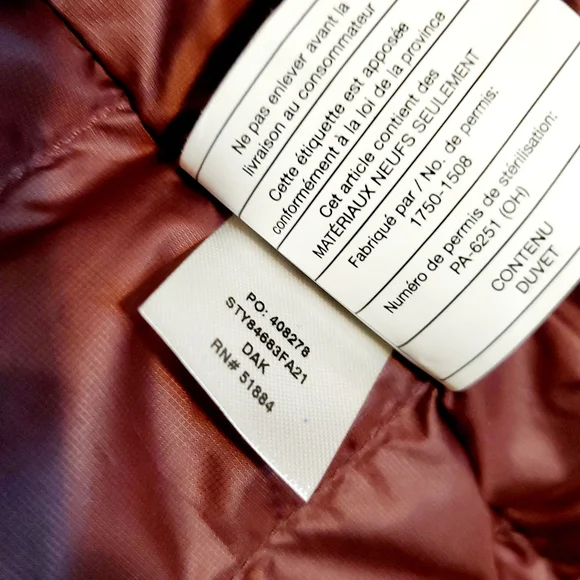 Ne pas enlever avant la
livraison au consommateur
Cette étiquette est apposée
conformément à la loi de la province
Cet article contient des
MATÉRIAUX NEUFS SEULEMENT
Fabriqué par / No. de permis:
1750-1508
Numéro de permis de stérilisation:
PA-6251 (OH)
CONTENU
DUVET
PO: 408278
STY84683FA21
DAK
RN# 51884